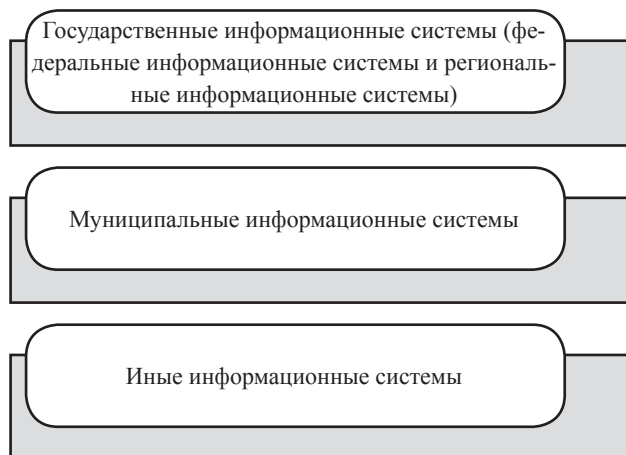 Государственные информационные системы (фе-
деральные информационные системы и региональ-
ные информационные системы)
Муниципальные информационные системы
Иные информационные системы